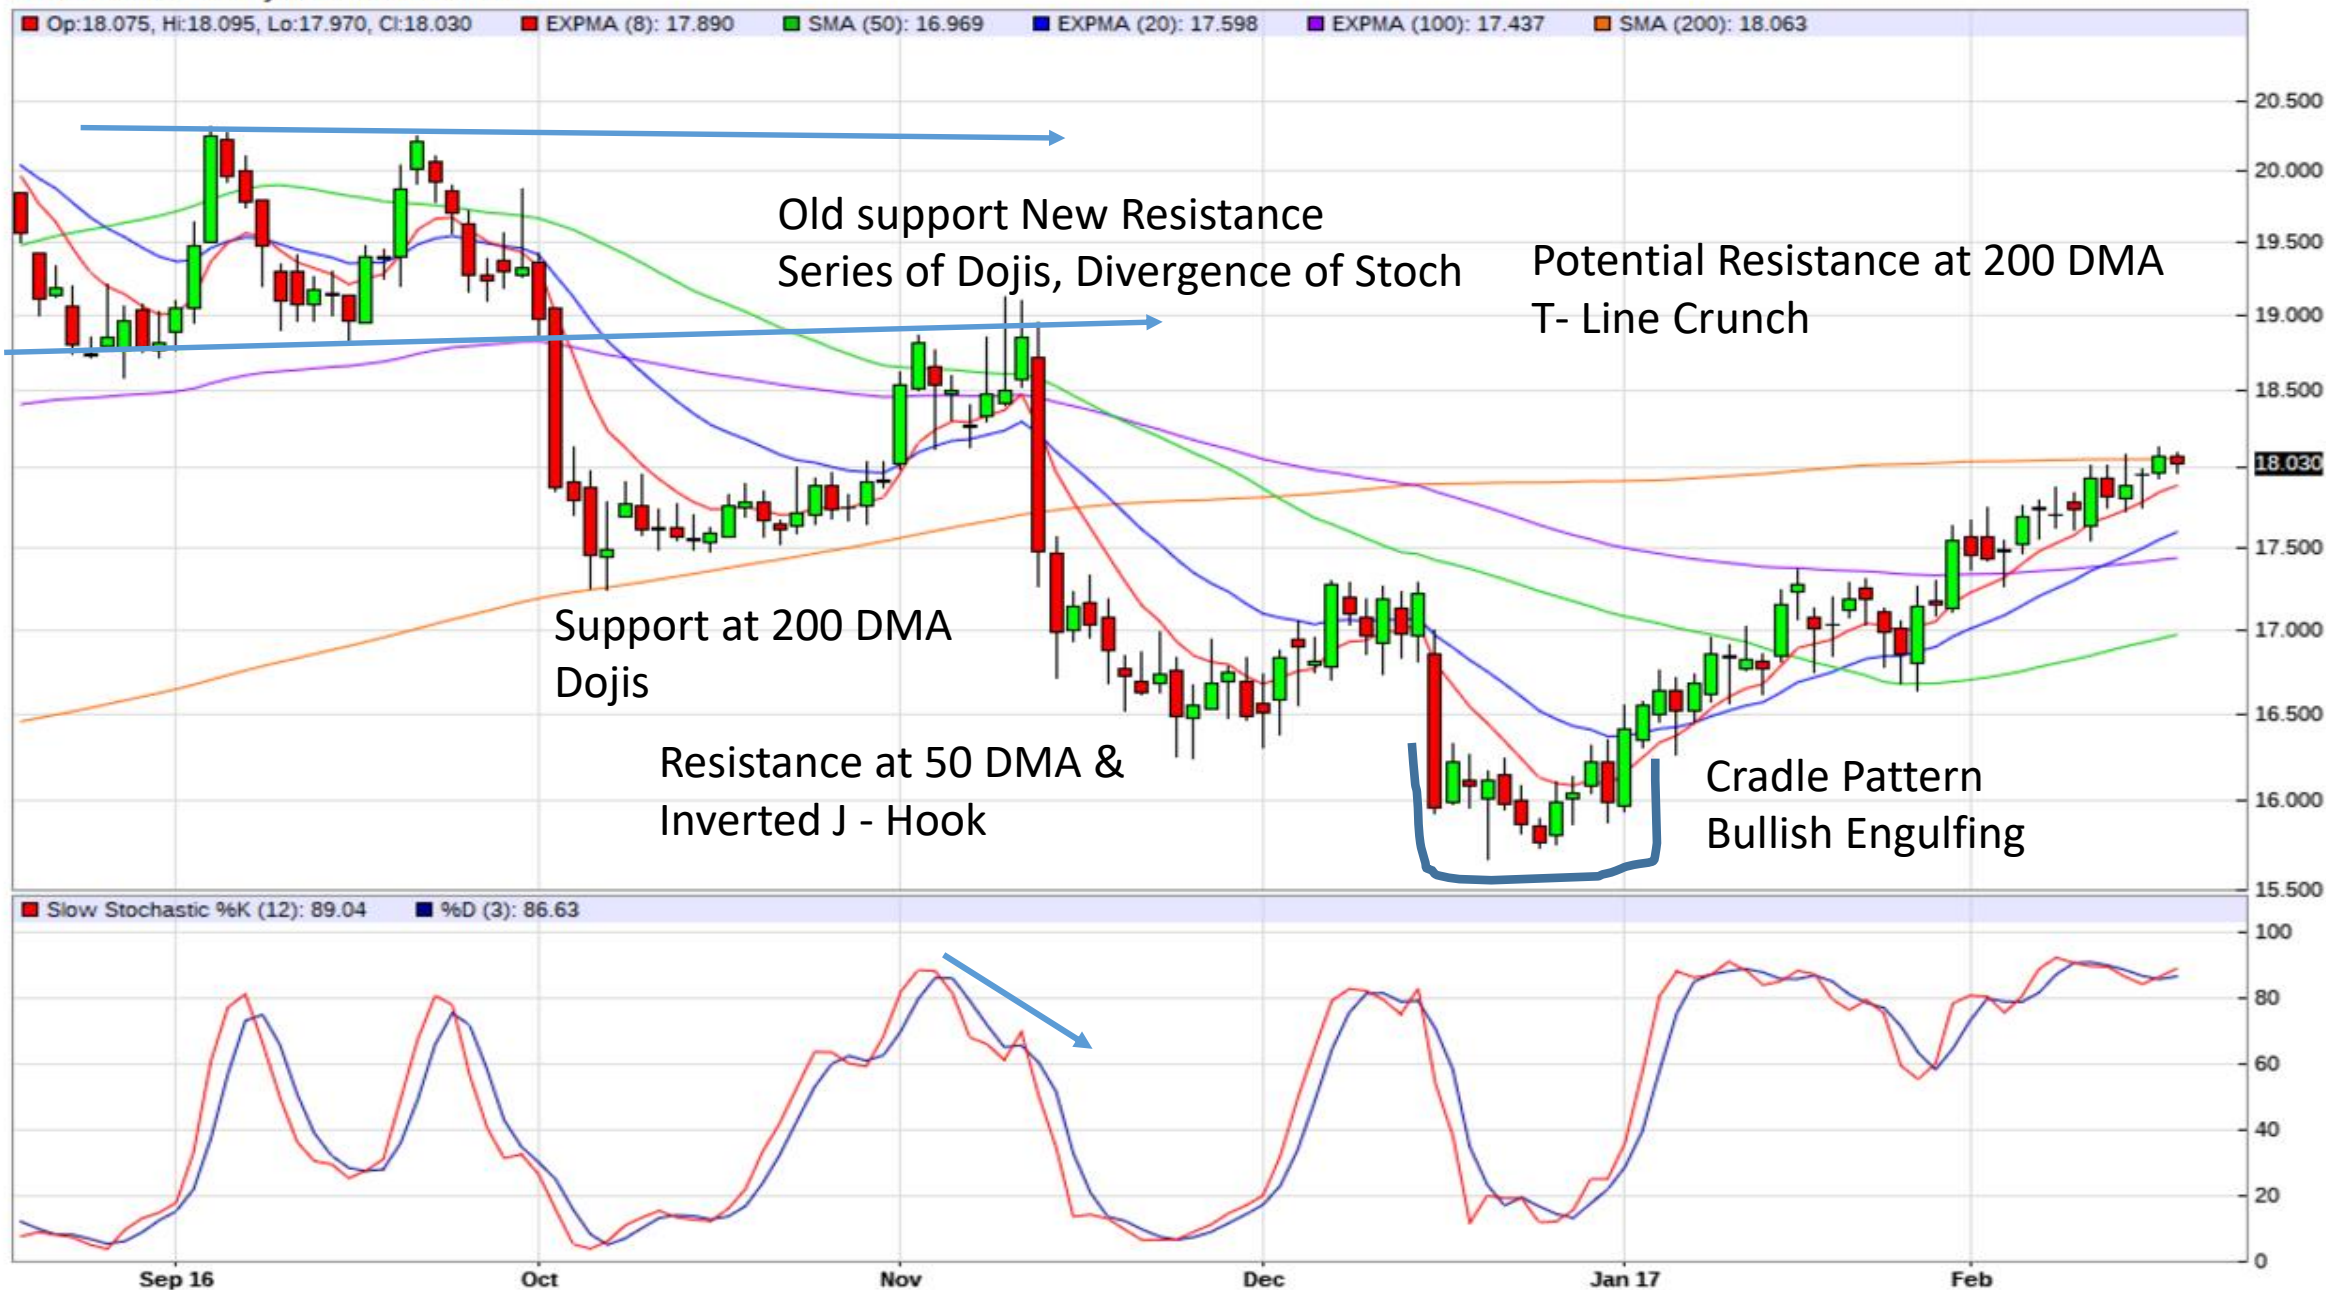 Op:18.075, Hi:18.095, Lo:17.970, Cl:18.030 EXPMA (8): 17.890 SMA (50): 16.969 EXPMA (20): 17.598 EXPMA (100): 17.437 SMA (200): 18.063
20.500
20.000
19.500
19.000
18.500
18.030
17.500
17.000
16.500
16.000
15.500
Old support New Resistance
Series of Dojis, Divergence of Stoch
Potential Resistance at 200 DMA
T- Line Crunch
Support at 200 DMA
Dojis
Resistance at 50 DMA &
Inverted J - Hook
Cradle Pattern
Bullish Engulfing
Slow Stochastic %K (12): 89.04 %D (3): 86.63
100
80
60
40
20
0
Sep 16 Oct Nov Dec Jan 17 Feb